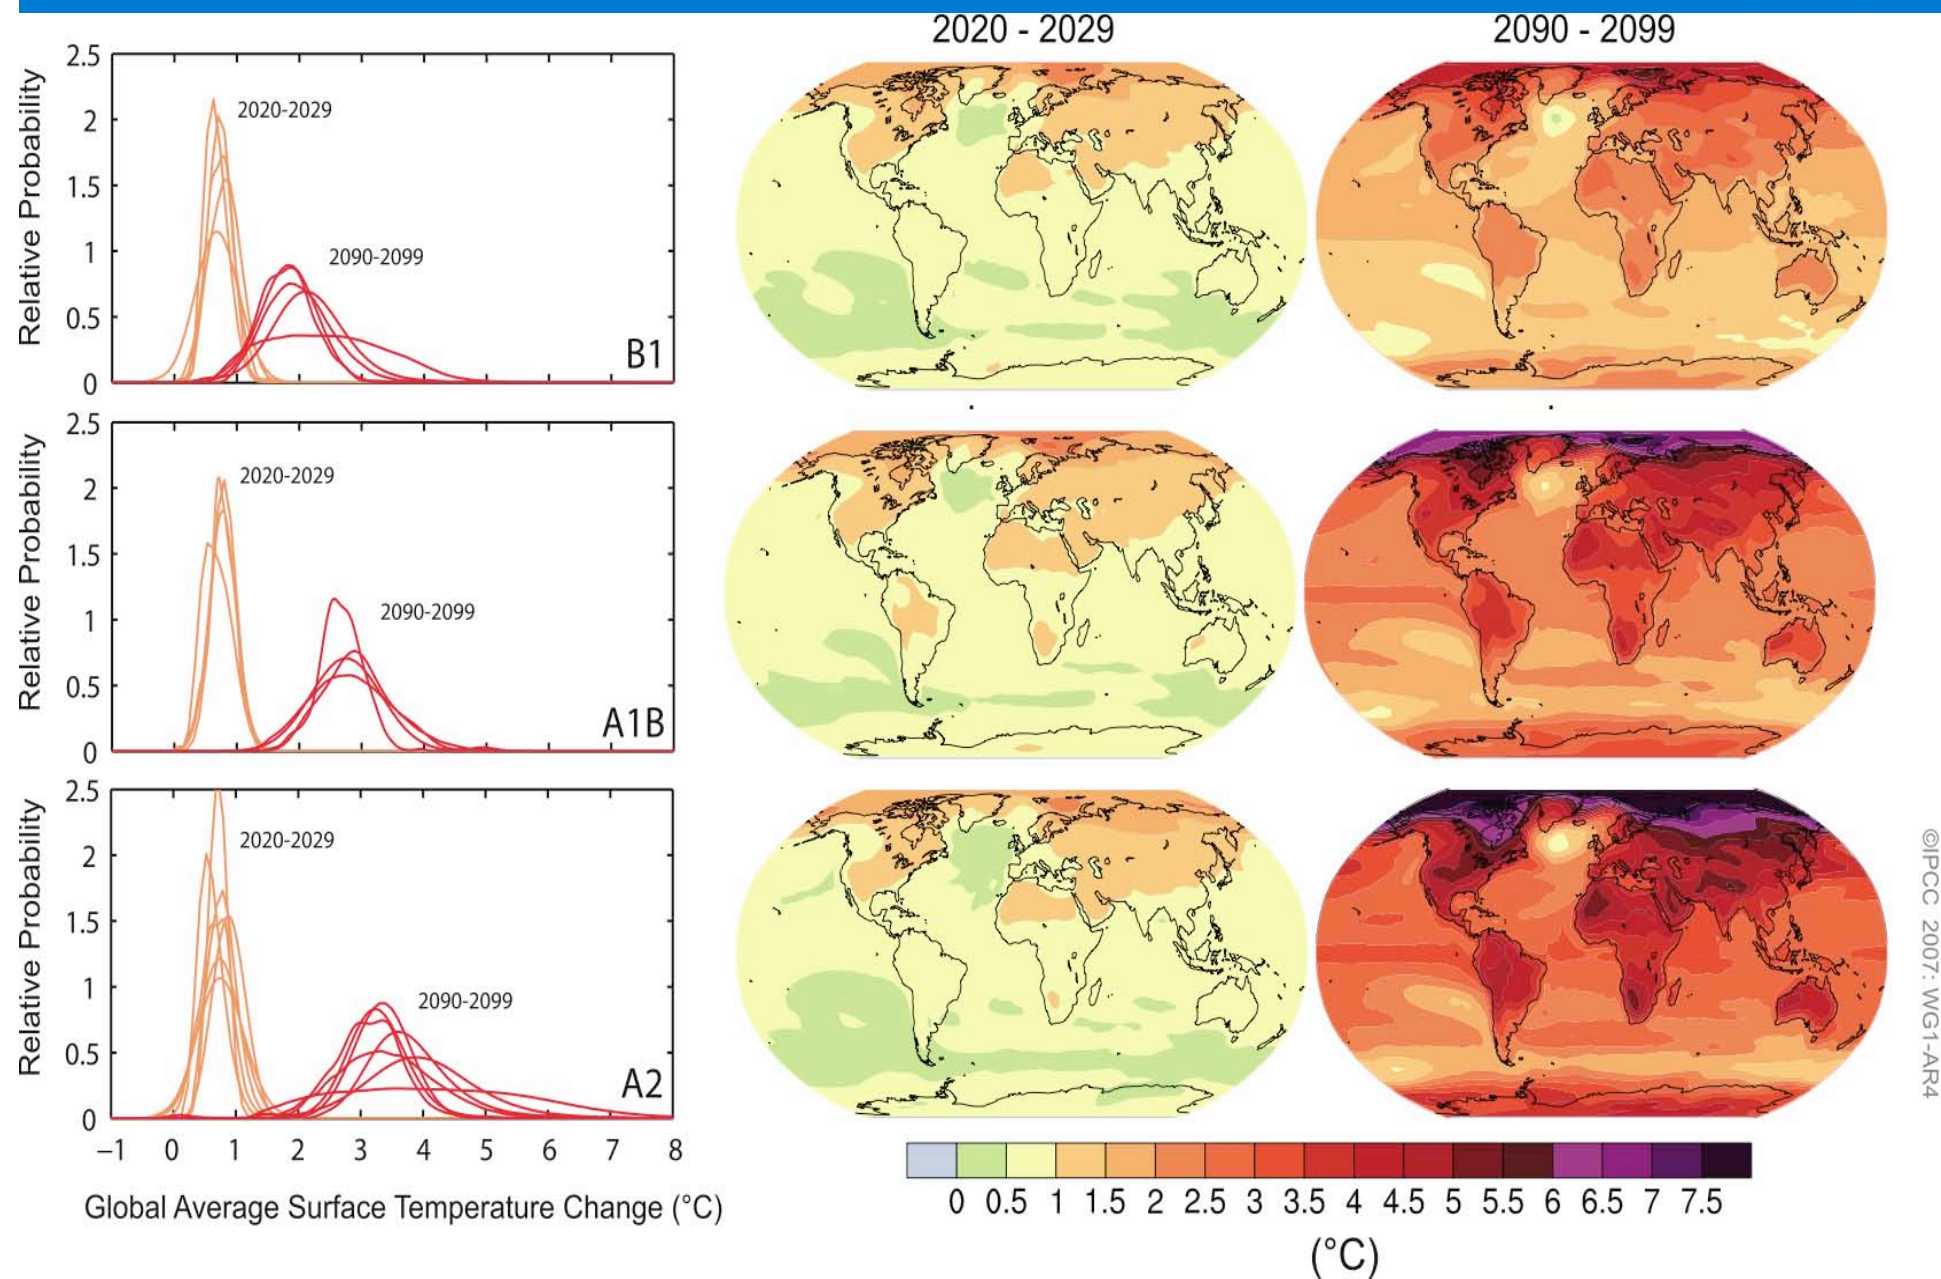 2020 - 2029
2090 - 2099
Relative Probability
2.5
2
1.5
1
0.5
0
2020-2029
2090-2099
B1
Relative Probability
2.5
2
1.5
1
0.5
0
2020-2029
2090-2099
A1B
Relative Probability
2.5
2
1.5
1
0.5
0
2020-2029
2090-2099
A2
−1 0 1 2 3 4 5 6 7 8
Global Average Surface Temperature Change (°C)
0 0.5 1 1.5 2 2.5 3 3.5 4 4.5 5 5.5 6 6.5 7 7.5
(°C)
©IPCC 2007: WG1-AR4